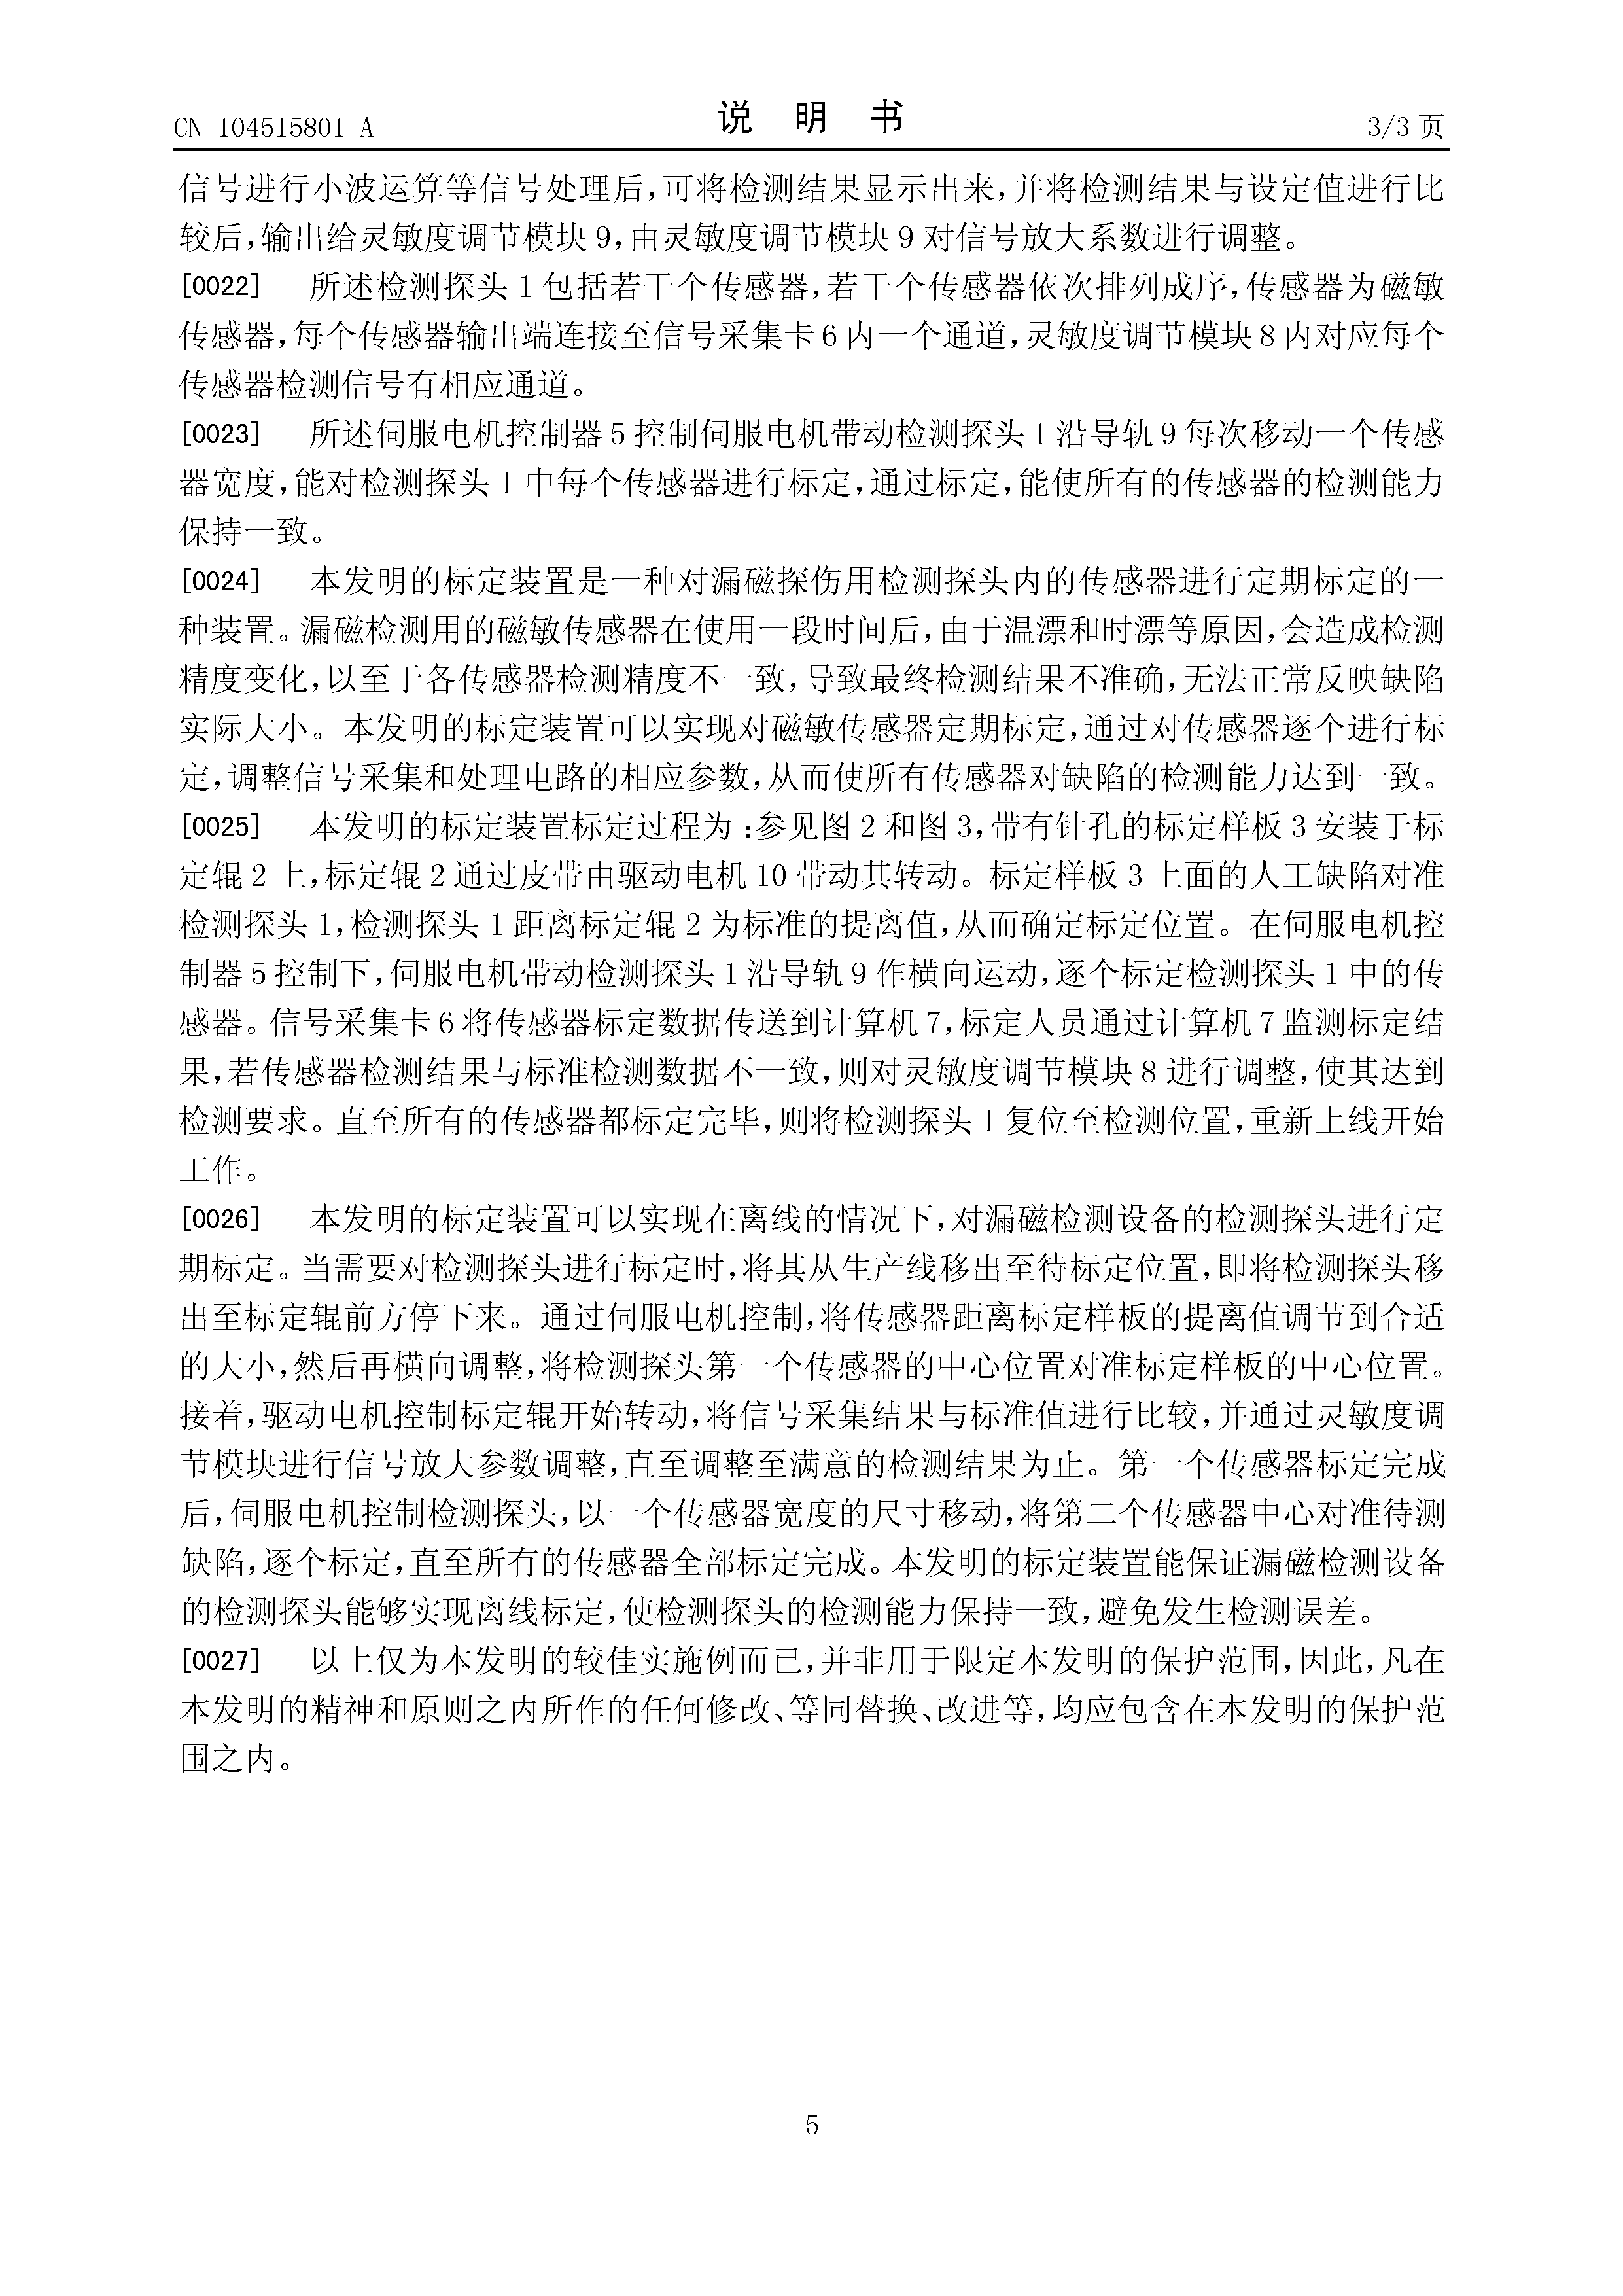 CN 104515801 A
说 明 书
3/3 页
信号进行小波运算等信号处理后,可将检测结果显示出来,并将检测结果与设定值进行比
较后,输出给灵敏度调节模块 9,由灵敏度调节模块 9 对信号放大系数进行调整。
[0022] 所述检测探头 1 包括若干个传感器,若干个传感器依次排列成序,传感器为磁敏
传感器,每个传感器输出端连接至信号采集卡 6 内一个通道,灵敏度调节模块 8 内对应每个
传感器检测信号有相应通道。
[0023] 所述伺服电机控制器 5 控制伺服电机带动检测探头 1 沿导轨 9 每次移动一个传感
器宽度,能对检测探头 1 中每个传感器进行标定,通过标定,能使所有的传感器的检测能力
保持一致。
[0024] 本发明的标定装置是一种对漏磁探伤用检测探头内的传感器进行定期标定的一
种装置。漏磁检测用的磁敏传感器在使用一段时间后,由于温漂和时漂等原因,会造成检测
精度变化,以至于各传感器检测精度不一致,导致最终检测结果不准确,无法正常反映缺陷
实际大小。本发明的标定装置可以实现对磁敏传感器定期标定,通过对传感器逐个进行标
定,调整信号采集和处理电路的相应参数,从而使所有传感器对缺陷的检测能力达到一致。
[0025] 本发明的标定装置标定过程为 :参见图 2 和图 3,带有针孔的标定样板 3 安装于标
定辊 2 上,标定辊 2 通过皮带由驱动电机 10 带动其转动。标定样板 3 上面的人工缺陷对准
检测探头 1,检测探头 1 距离标定辊 2 为标准的提离值,从而确定标定位置。在伺服电机控
制器 5 控制下,伺服电机带动检测探头 1 沿导轨 9 作横向运动,逐个标定检测探头 1 中的传
感器。信号采集卡 6 将传感器标定数据传送到计算机 7,标定人员通过计算机 7 监测标定结
果,若传感器检测结果与标准检测数据不一致,则对灵敏度调节模块 8 进行调整,使其达到
检测要求。直至所有的传感器都标定完毕,则将检测探头 1 复位至检测位置,重新上线开始
工作。
[0026] 本发明的标定装置可以实现在离线的情况下,对漏磁检测设备的检测探头进行定
期标定。当需要对检测探头进行标定时,将其从生产线移出至待标定位置,即将检测探头移
出至标定辊前方停下来。通过伺服电机控制,将传感器距离标定样板的提离值调节到合适
的大小,然后再横向调整,将检测探头第一个传感器的中心位置对准标定样板的中心位置。
接着,驱动电机控制标定辊开始转动,将信号采集结果与标准值进行比较,并通过灵敏度调
节模块进行信号放大参数调整,直至调整至满意的检测结果为止。第一个传感器标定完成
后,伺服电机控制检测探头,以一个传感器宽度的尺寸移动,将第二个传感器中心对准待测
缺陷,逐个标定,直至所有的传感器全部标定完成。本发明的标定装置能保证漏磁检测设备
的检测探头能够实现离线标定,使检测探头的检测能力保持一致,避免发生检测误差。
[0027] 以上仅为本发明的较佳实施例而已,并非用于限定本发明的保护范围,因此,凡在
本发明的精神和原则之内所作的任何修改、等同替换、改进等,均应包含在本发明的保护范
围之内。
5